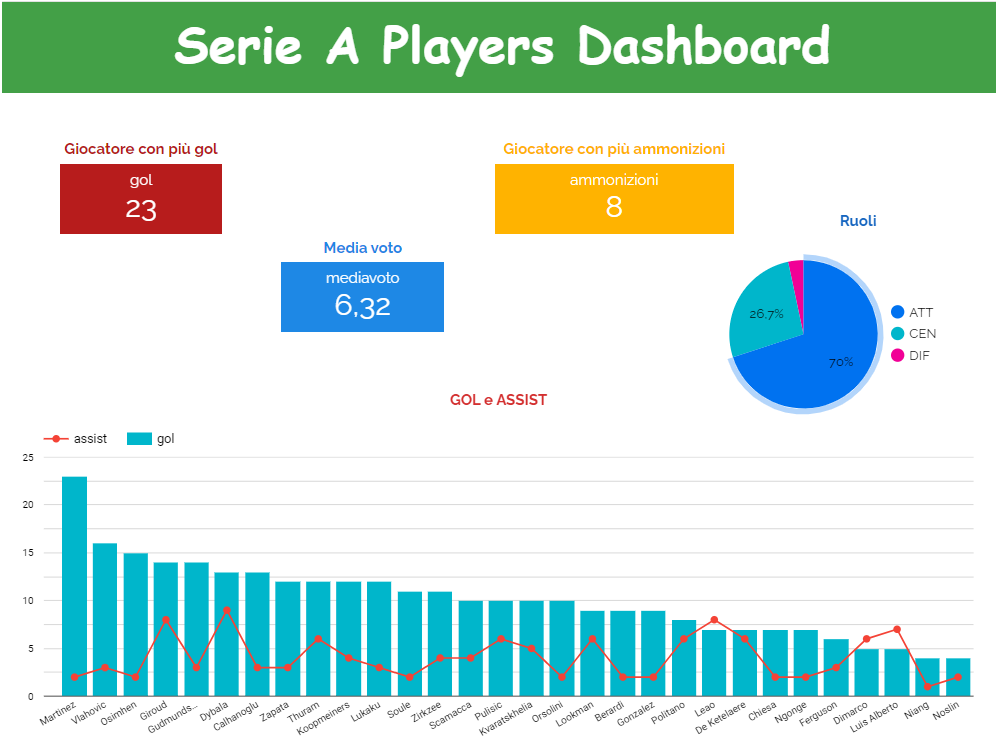 Serie A Players Dashboard
Giocatore con più gol
gol
23
Giocatore con più ammonizioni
ammonizioni
8
Media voto
mediavoto
6,32
Ruoli
26.7%
70%
ATT
CEN
DIF
GOL e ASSIST
assist
gol
25
20
15
10
5
0
Martinez
Vlahovic
Osimhen
Giroud
Gudmunds...
Dybala
Calhanoglu
Zapata
Thuram
Koopmeiners
Lukaku
Soule
Zirkzee
Scamacca
Pulisic
Kvaratskhelia
Orsolini
Lookman
Berardi
Gonzalez
Politano
Leao
De Ketelaere
Chiesa
Ngonge
Ferguson
Dimarco
Luis Alberto
Niang
Noslin